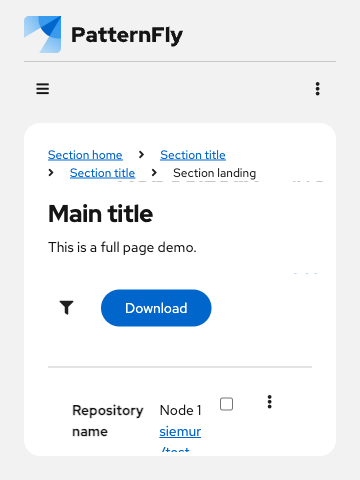 PatternFly
Section home > Section title
> Section title > Section landing
Main title
This is a full page demo.
Download
Repository name
Node 1
siemur
/test